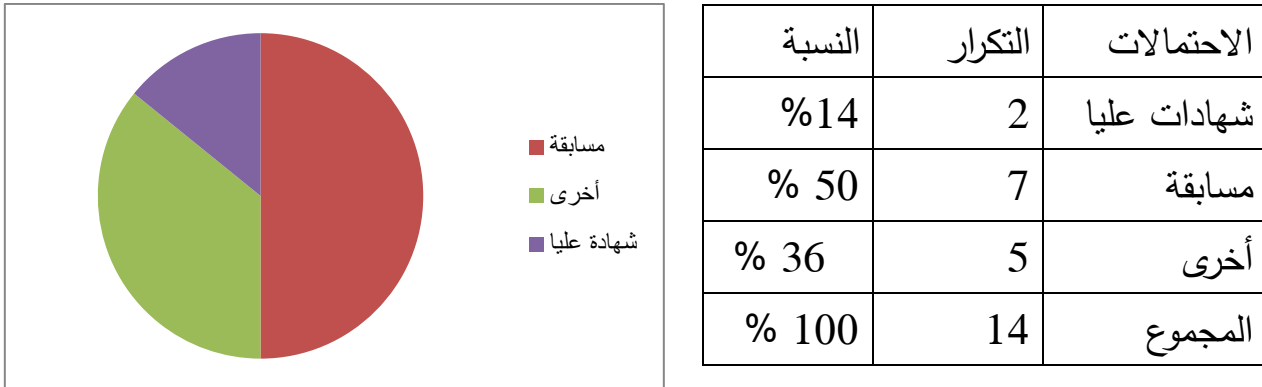 الاحتمالات التكرار النسبة
شهادات عليا 2 14%
مسابقة 7 50 %
أخرى 5 36 %
المجموع 14 100 %
مسابقة
أخرى
شهادة عليا